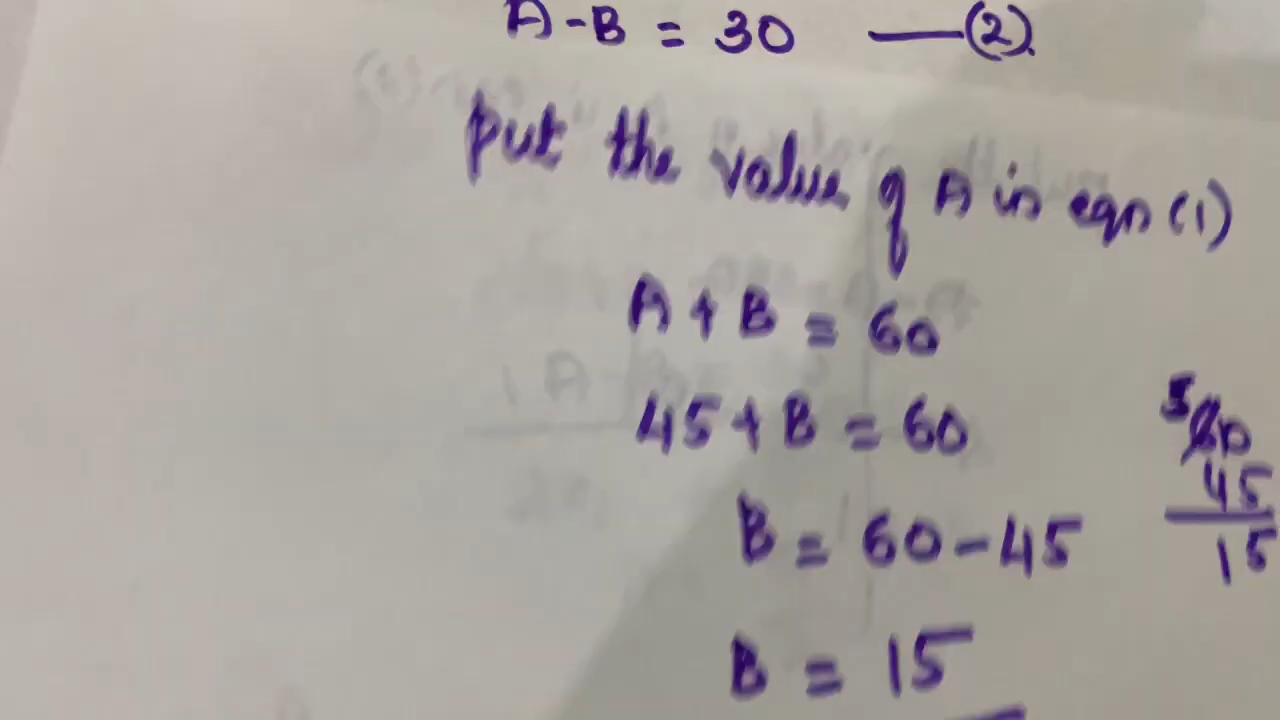 A - B = 30 —(2).
put the value of A in eqn (1)
A + B = 60
45 + B = 60
B = 60 - 45
5 60
45
15
B = 15